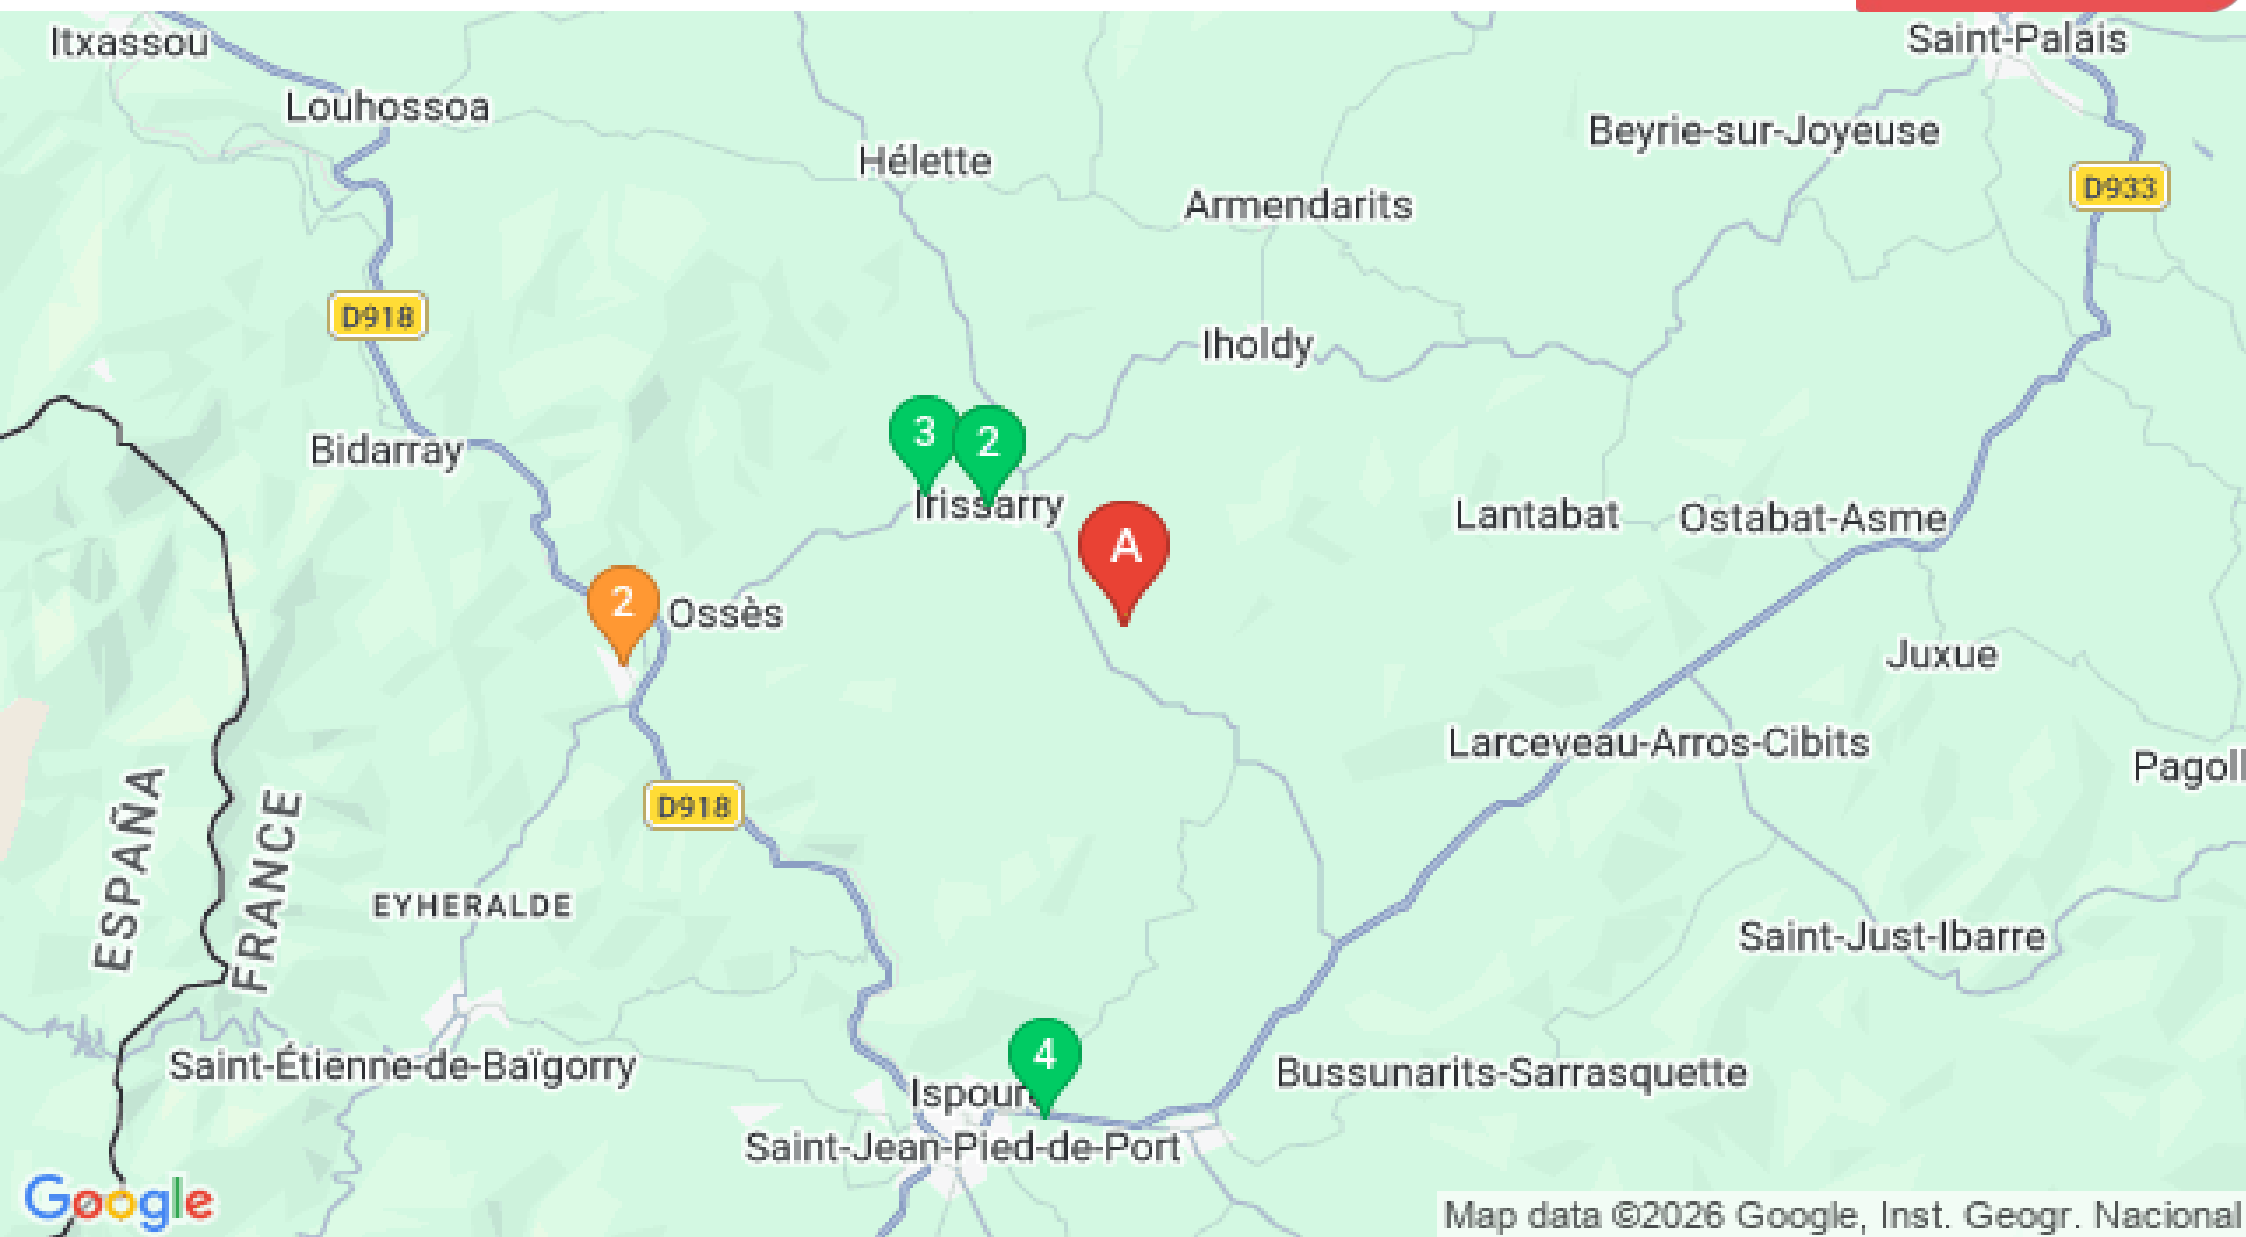 Itxassou
Saint-Palais
Louhossoa
Beyrie-sur-Joyeuse
Hélette
D933
Armendarits
D918
Iholdy
3
2
Bidarray
Irissarry
Lantabat
Ostabat-Asme
A
2
Ossès
Juxue
Larceveau-Arros-Cibits
Pagoll
D918
ESPAÑA
FRANCE
EYHERALDE
Saint-Just-Ibarre
4
Saint-Étienne-de-Baïgorry
Bussunarits-Sarrasquette
Ispour
Saint-Jean-Pied-de-Port
Google
Map data ©2026 Google, Inst. Geogr. Nacional